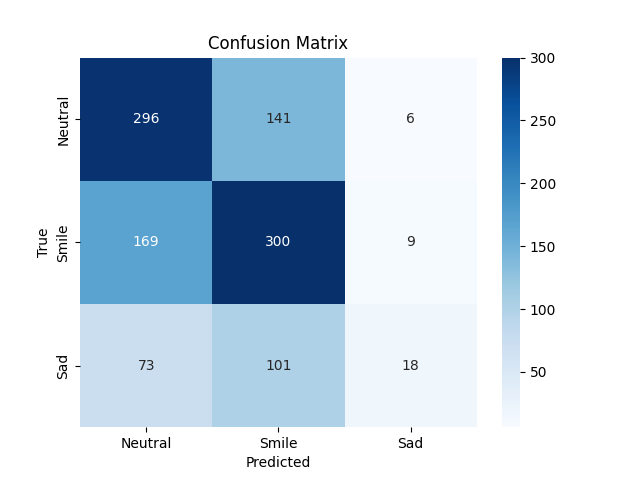 Confusion Matrix
True
Neutral 296 141 6
Smile 169 300 9
Sad 73 101 18
Neutral Smile Sad
Predicted
300
250
200
150
100
50